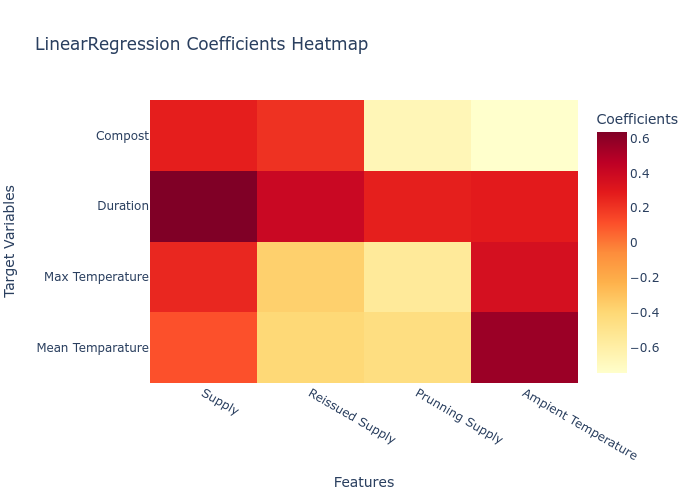 LinearRegression Coefficients Heatmap
Coefficients
Compost
Duration
Max Temperature
Mean Temparature
Target Variables
0.6
0.4
0.2
0
−0.2
−0.4
−0.6
Supply
Reissued Supply
Prunning Supply
Ampient Temperature
Features